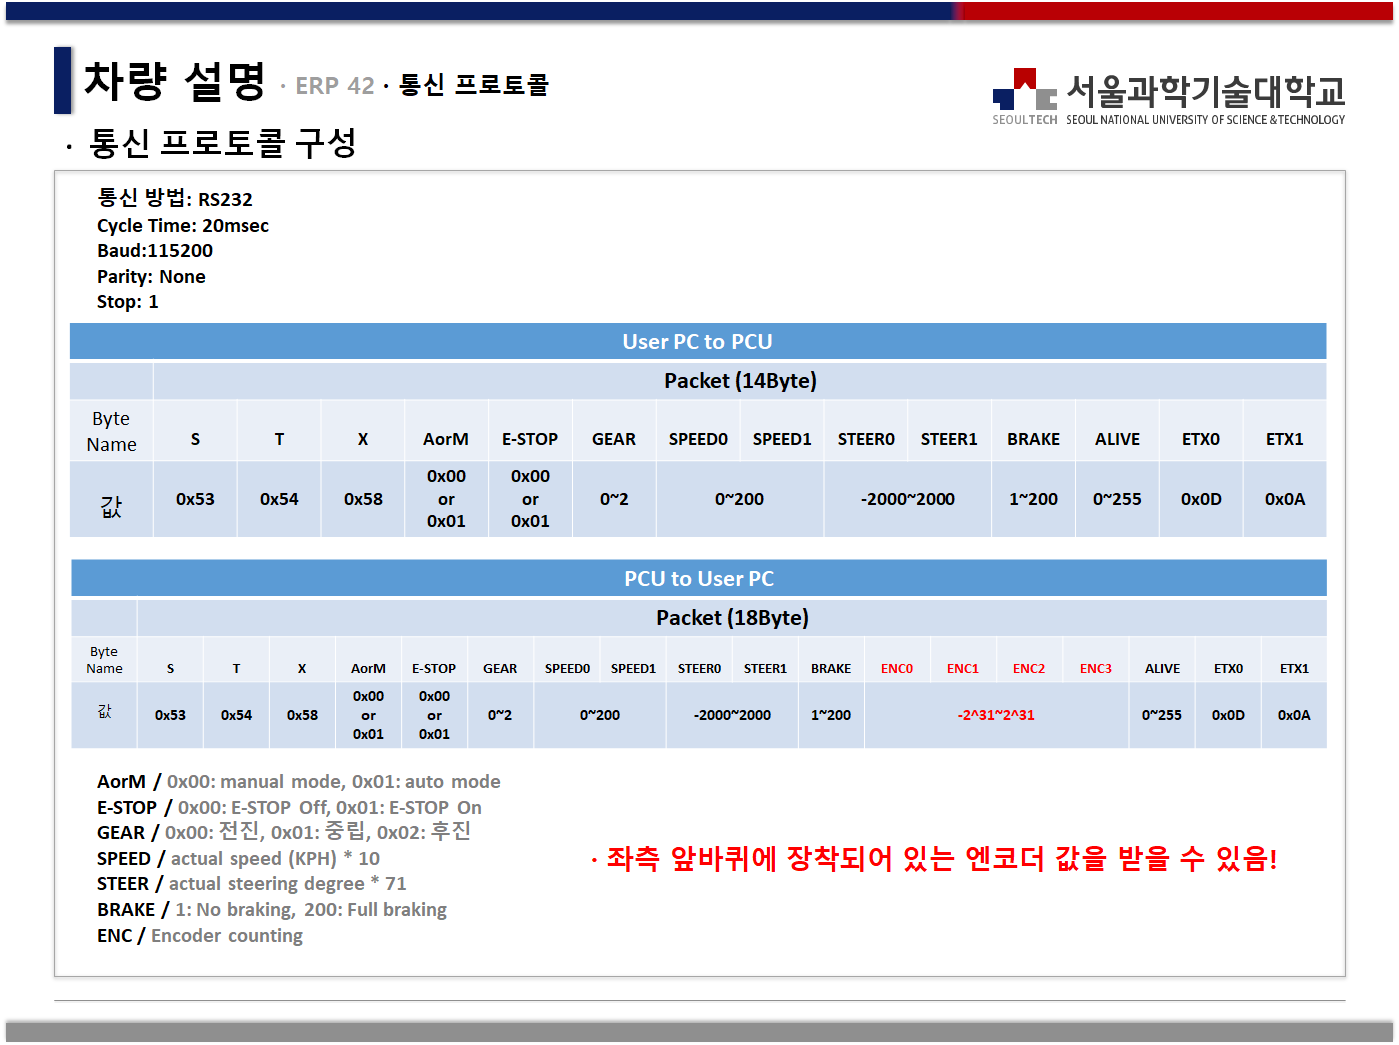 차량 설명 · ERP 42 · 통신 프로토콜
서울과학기술대학교
SEOULTECH SEOUL NATIONAL UNIVERSITY OF SCIENCE & TECHNOLOGY
· 통신 프로토콜 구성
통신 방법: RS232
Cycle Time: 20msec
Baud:115200
Parity: None
Stop: 1
User PC to PCU
Packet (14Byte)
Byte Name S T X AorM E-STOP GEAR SPEED0 SPEED1 STEER0 STEER1 BRAKE ALIVE ETX0 ETX1
값 0x53 0x54 0x58 0x00 or 0x01 0x00 or 0x01 0~2 0~200 -2000~2000 1~200 0~255 0x0D 0x0A
PCU to User PC
Packet (18Byte)
Byte Name S T X AorM E-STOP GEAR SPEED0 SPEED1 STEER0 STEER1 BRAKE ENC0 ENC1 ENC2 ENC3 ALIVE ETX0 ETX1
값 0x53 0x54 0x58 0x00 or 0x01 0x00 or 0x01 0~2 0~200 -2000~2000 1~200 -2^31~2^31 0~255 0x0D 0x0A
AorM / 0x00: manual mode, 0x01: auto mode
E-STOP / 0x00: E-STOP Off, 0x01: E-STOP On
GEAR / 0x00: 전진, 0x01: 중립, 0x02: 후진
SPEED / actual speed (KPH) * 10
STEER / actual steering degree * 71
BRAKE / 1: No braking, 200: Full braking
ENC / Encoder counting
· 좌측 앞바퀴에 장착되어 있는 엔코더 값을 받을 수 있음!